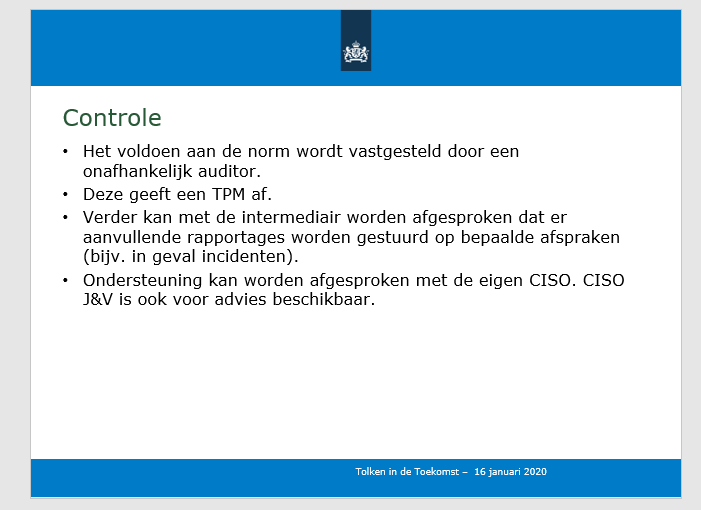 Controle
• Het voldoen aan de norm wordt vastgesteld door een
onafhankelijk auditor.
• Deze geeft een TPM af.
• Verder kan met de intermediair worden afgesproken dat er
aanvullende rapportages worden gestuurd op bepaalde afspraken
(bijv. in geval incidenten).
• Ondersteuning kan worden afgesproken met de eigen CISO. CISO
J&V is ook voor advies beschikbaar.
Tolken in de Toekomst – 16 januari 2020